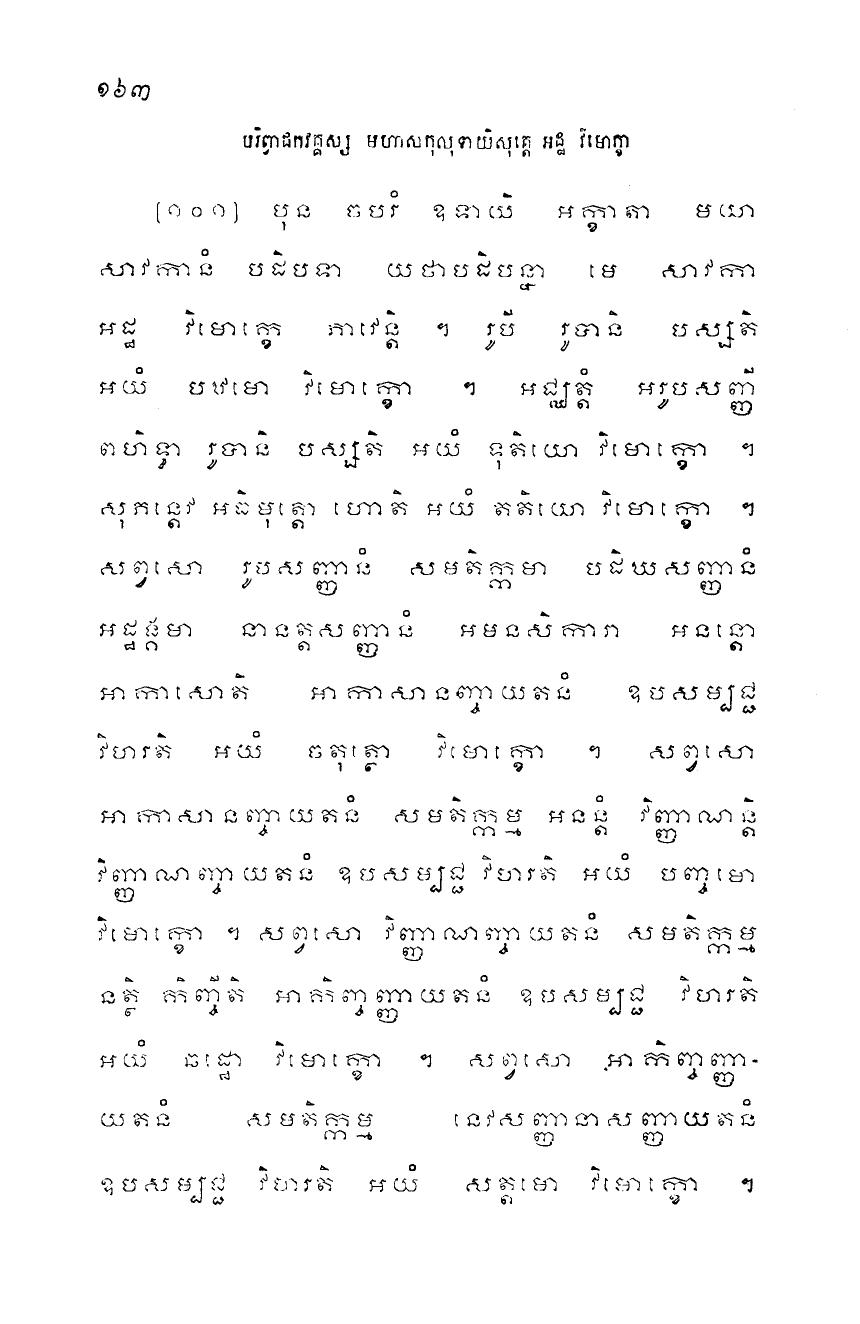 ១៦៣
បរិព្វាជកវគ្គស្ស មហាសកុលុទាយិសុត្តេ អដ្ឋ វិមោក្ខា
[១០១] បុន ចបរំ ឧទាយិ អក្ខាតា មយា
សាវកានំ បដិបទា យថាបដិបន្នា មេ សាវកា
អដ្ឋ វិមោក្ខេ ភាវេន្តិ ។ រូបី រូបានិ បស្សតិ
អយំ បឋមោ វិមោក្ខោ ។ អជ្ឈត្តំ អរូបសញ្ញី
ពហិទ្ធា រូបានិ បស្សតិ អយំ ទុតិយោ វិមោក្ខោ ។
សុភន្តេវ អធិមុត្តោ ហោតិ អយំ តតិយោ វិមោក្ខោ ។
សព្វសោ រូបសញ្ញានំ សមតិក្កមា បដិឃសញ្ញានំ
អដ្ឋង្គមា នានត្តសញ្ញានំ អមនសិការា អនន្តោ
អាកាសោតិ អាកាសានញ្ចាយតនំ ឧបសម្បជ្ជ
វិហរតិ អយំ ចតុត្ថោ វិមោក្ខោ ។ សព្វសោ
អាកាសានញ្ចាយតនំ សមតិក្កម្ម អនន្តំ វិញ្ញាណន្តិ
វិញ្ញាណញ្ចាយតនំ ឧបសម្បជ្ជ វិហរតិ អយំ បញ្ចមោ
វិមោក្ខោ ។ សព្វសោ វិញ្ញាណញ្ចាយតនំ សមតិក្កម្ម
នត្ថិ កិញ្ចីតិ អាកិញ្ចញ្ញាយតនំ ឧបសម្បជ្ជ វិហរតិ
អយំ ឆដ្ឋោ វិមោក្ខោ ។ សព្វសោ អាកិញ្ចញ្ញា-
យតនំ សមតិក្កម្ម នេវសញ្ញានាសញ្ញាយតនំ
ឧបសម្បជ្ជ វិហរតិ អយំ សត្តមោ វិមោក្ខោ ។